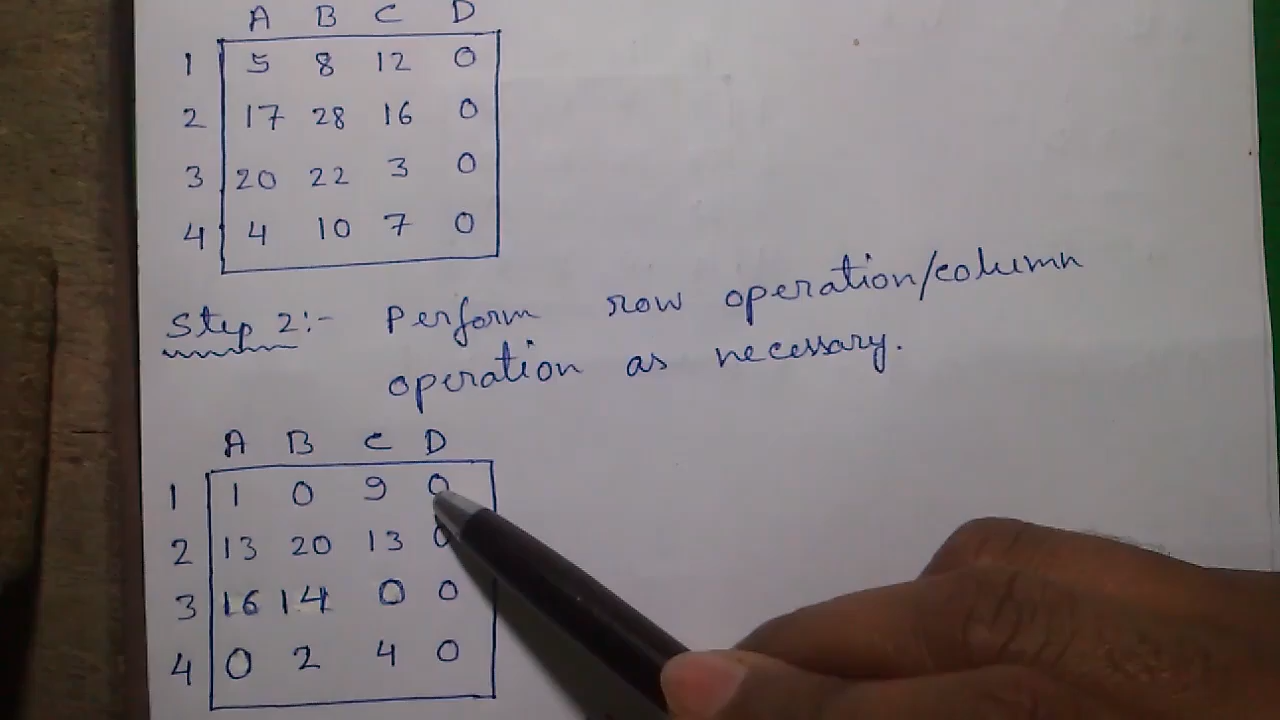 A B C D
1 5 8 12 0
2 17 28 16 0
3 20 22 3 0
4 4 10 7 0
Step 2:- Perform row operation/column
operation as necessary.
A B C D
1 1 0 9 0
2 13 20 13 0
3 16 14 0 0
4 0 2 4 0